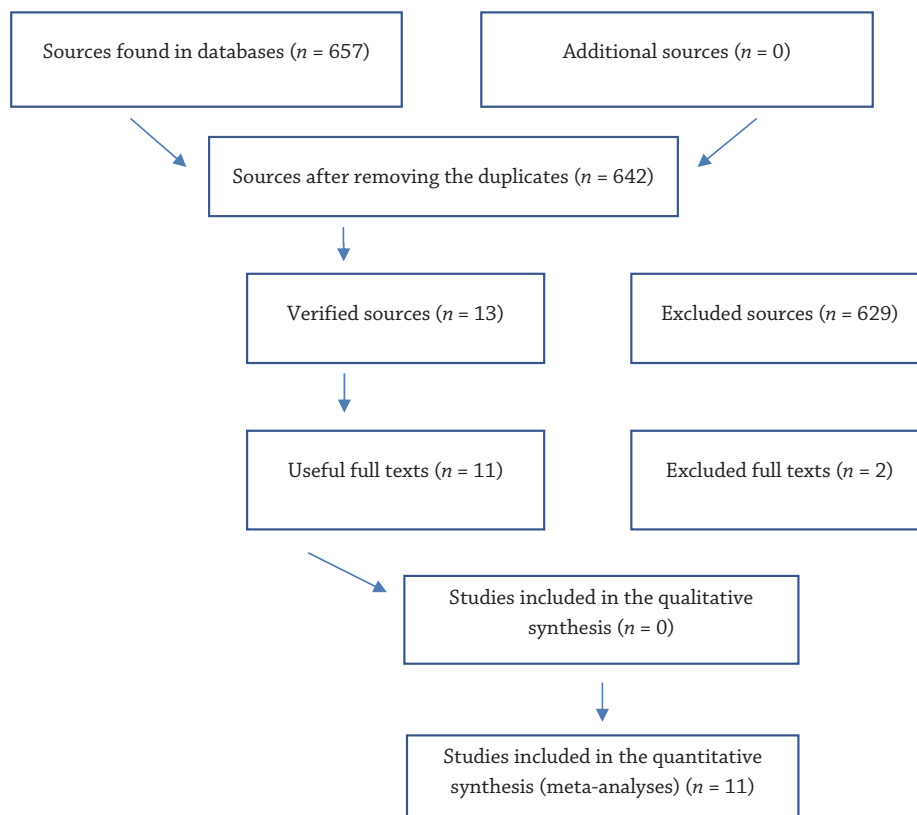 Sources found in databases (n = 657)
Additional sources (n = 0)
Sources after removing the duplicates (n = 642)
Verified sources (n = 13)
Excluded sources (n = 629)
Useful full texts (n = 11)
Excluded full texts (n = 2)
Studies included in the qualitative
synthesis (n = 0)
Studies included in the quantitative
synthesis (meta-analyses) (n = 11)